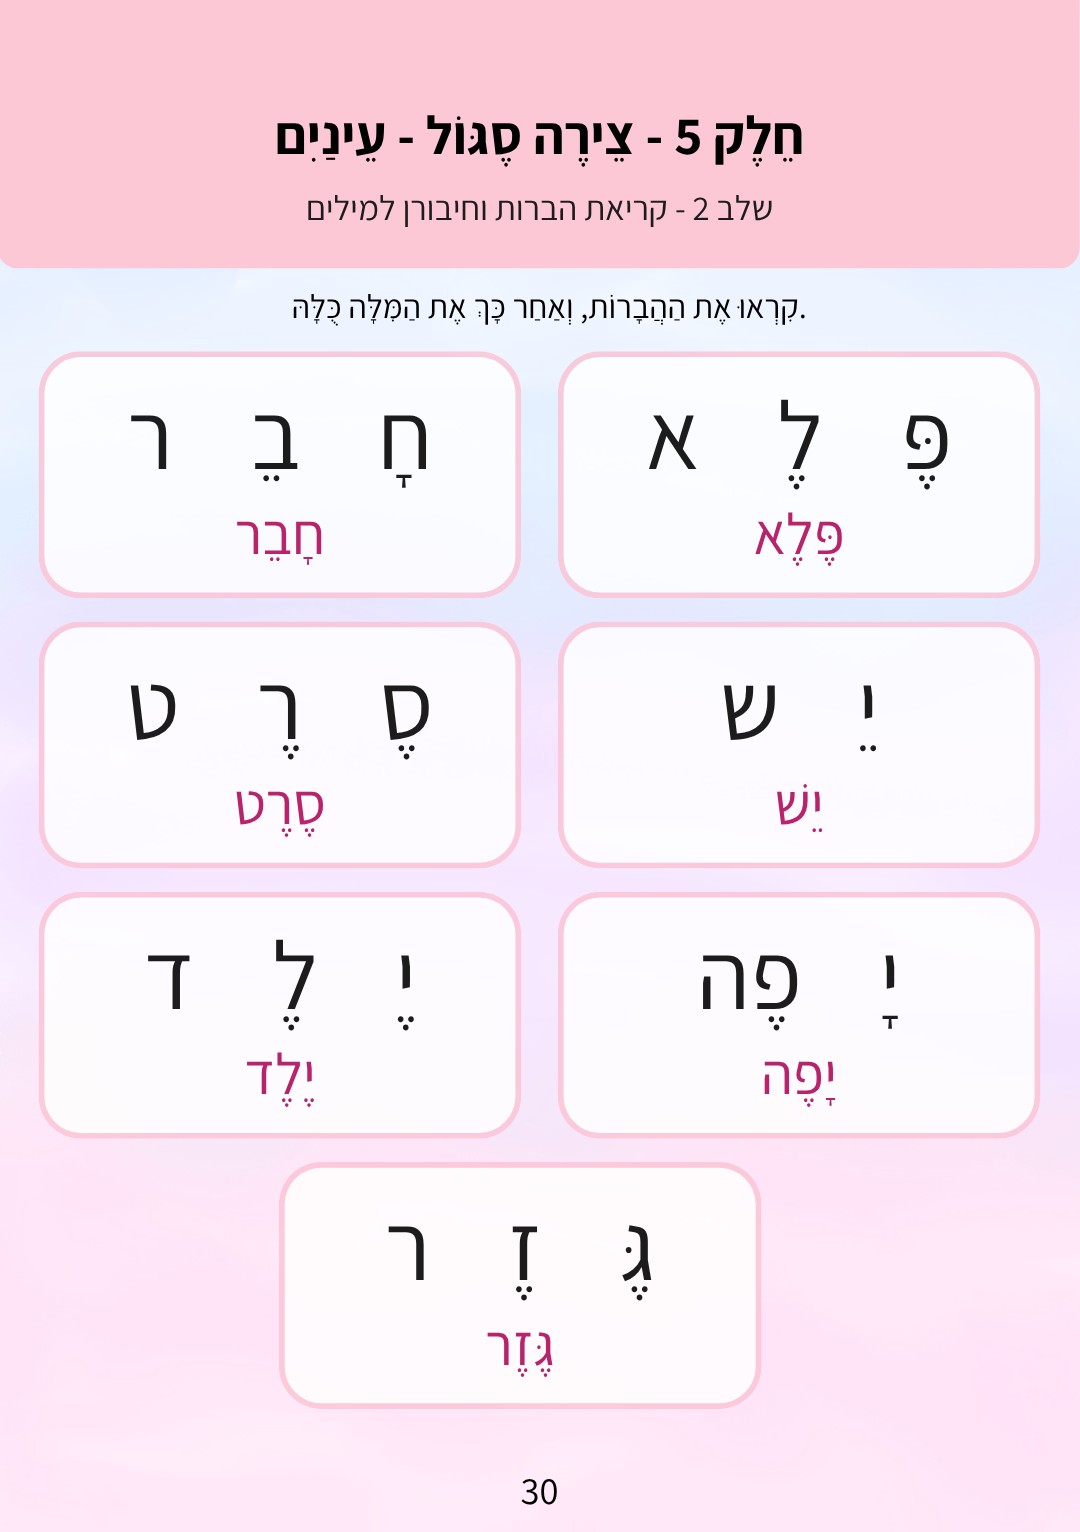 חֵלֶק 5 - צֵירֶה סֶגּוֹל - עֵינַיִם
שלב 2 - קריאת הברות וחיבורן למילים
קִרְאוּ אֶת הַהֲבָרוֹת, וְאַחַר כָּךְ אֶת הַמִּלָּה כֻּלָּהּ.
פֶּ לֶ א
פֶּלֶא
חָ בֵ ר
חָבֵר
יֵ ש
יֵשׁ
סֶ רֶ ט
סֶרֶט
יָ פֶה
יָפֶה
יֶ לֶ ד
יֶלֶד
גֶּ זֶ ר
גֶּזֶר
30